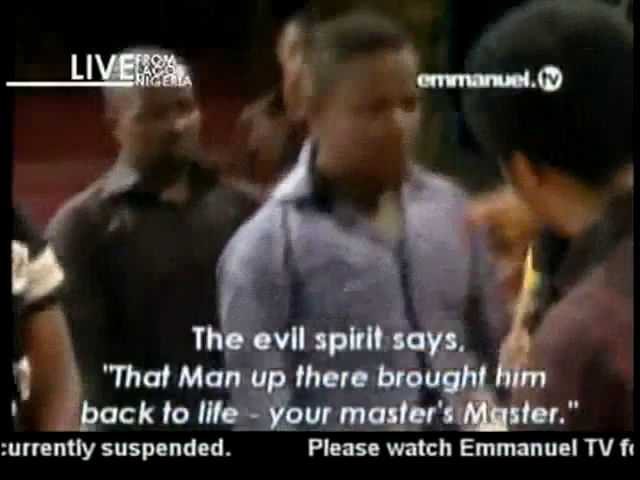 LIVE FROM
LAGOS
NIGERIA
emmanuel.tv
The evil spirit says,
"That Man up there brought him
back to life - your master's Master."
currently suspended. Please watch Emmanuel TV fo